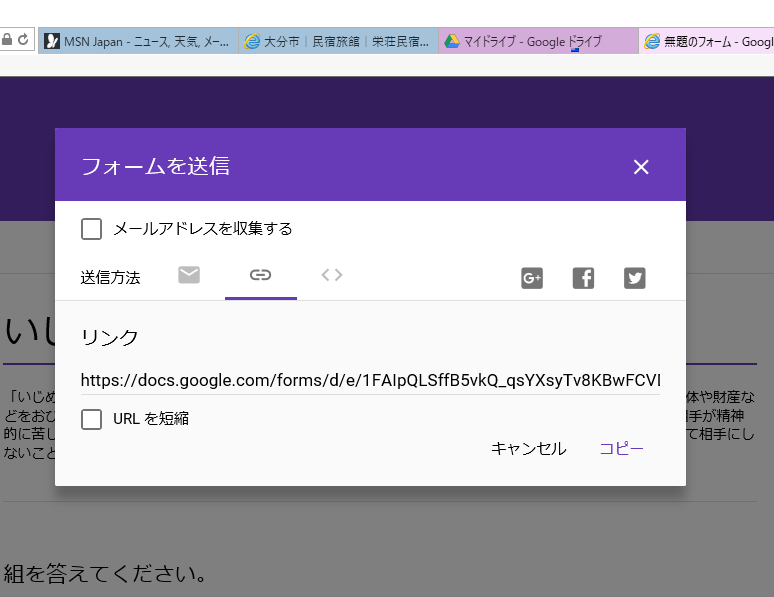 MSN Japan - ニュース, 天気, メー...
大分市｜民宿旅館｜栄荘民宿...
マイドライブ - Google ドライブ
無題のフォーム - Googl
フォームを送信
メールアドレスを収集する
送信方法
G+
リンク
https://docs.google.com/forms/d/e/1FAIpQLSffB5vkQ_qsYXsyTv8KBwFCVI
URL を短縮
キャンセル コピー
いじ
「いじめ 体や財産な
どをおび 手が精神
的に苦し て相手にし
ないこと
組を答えてください。